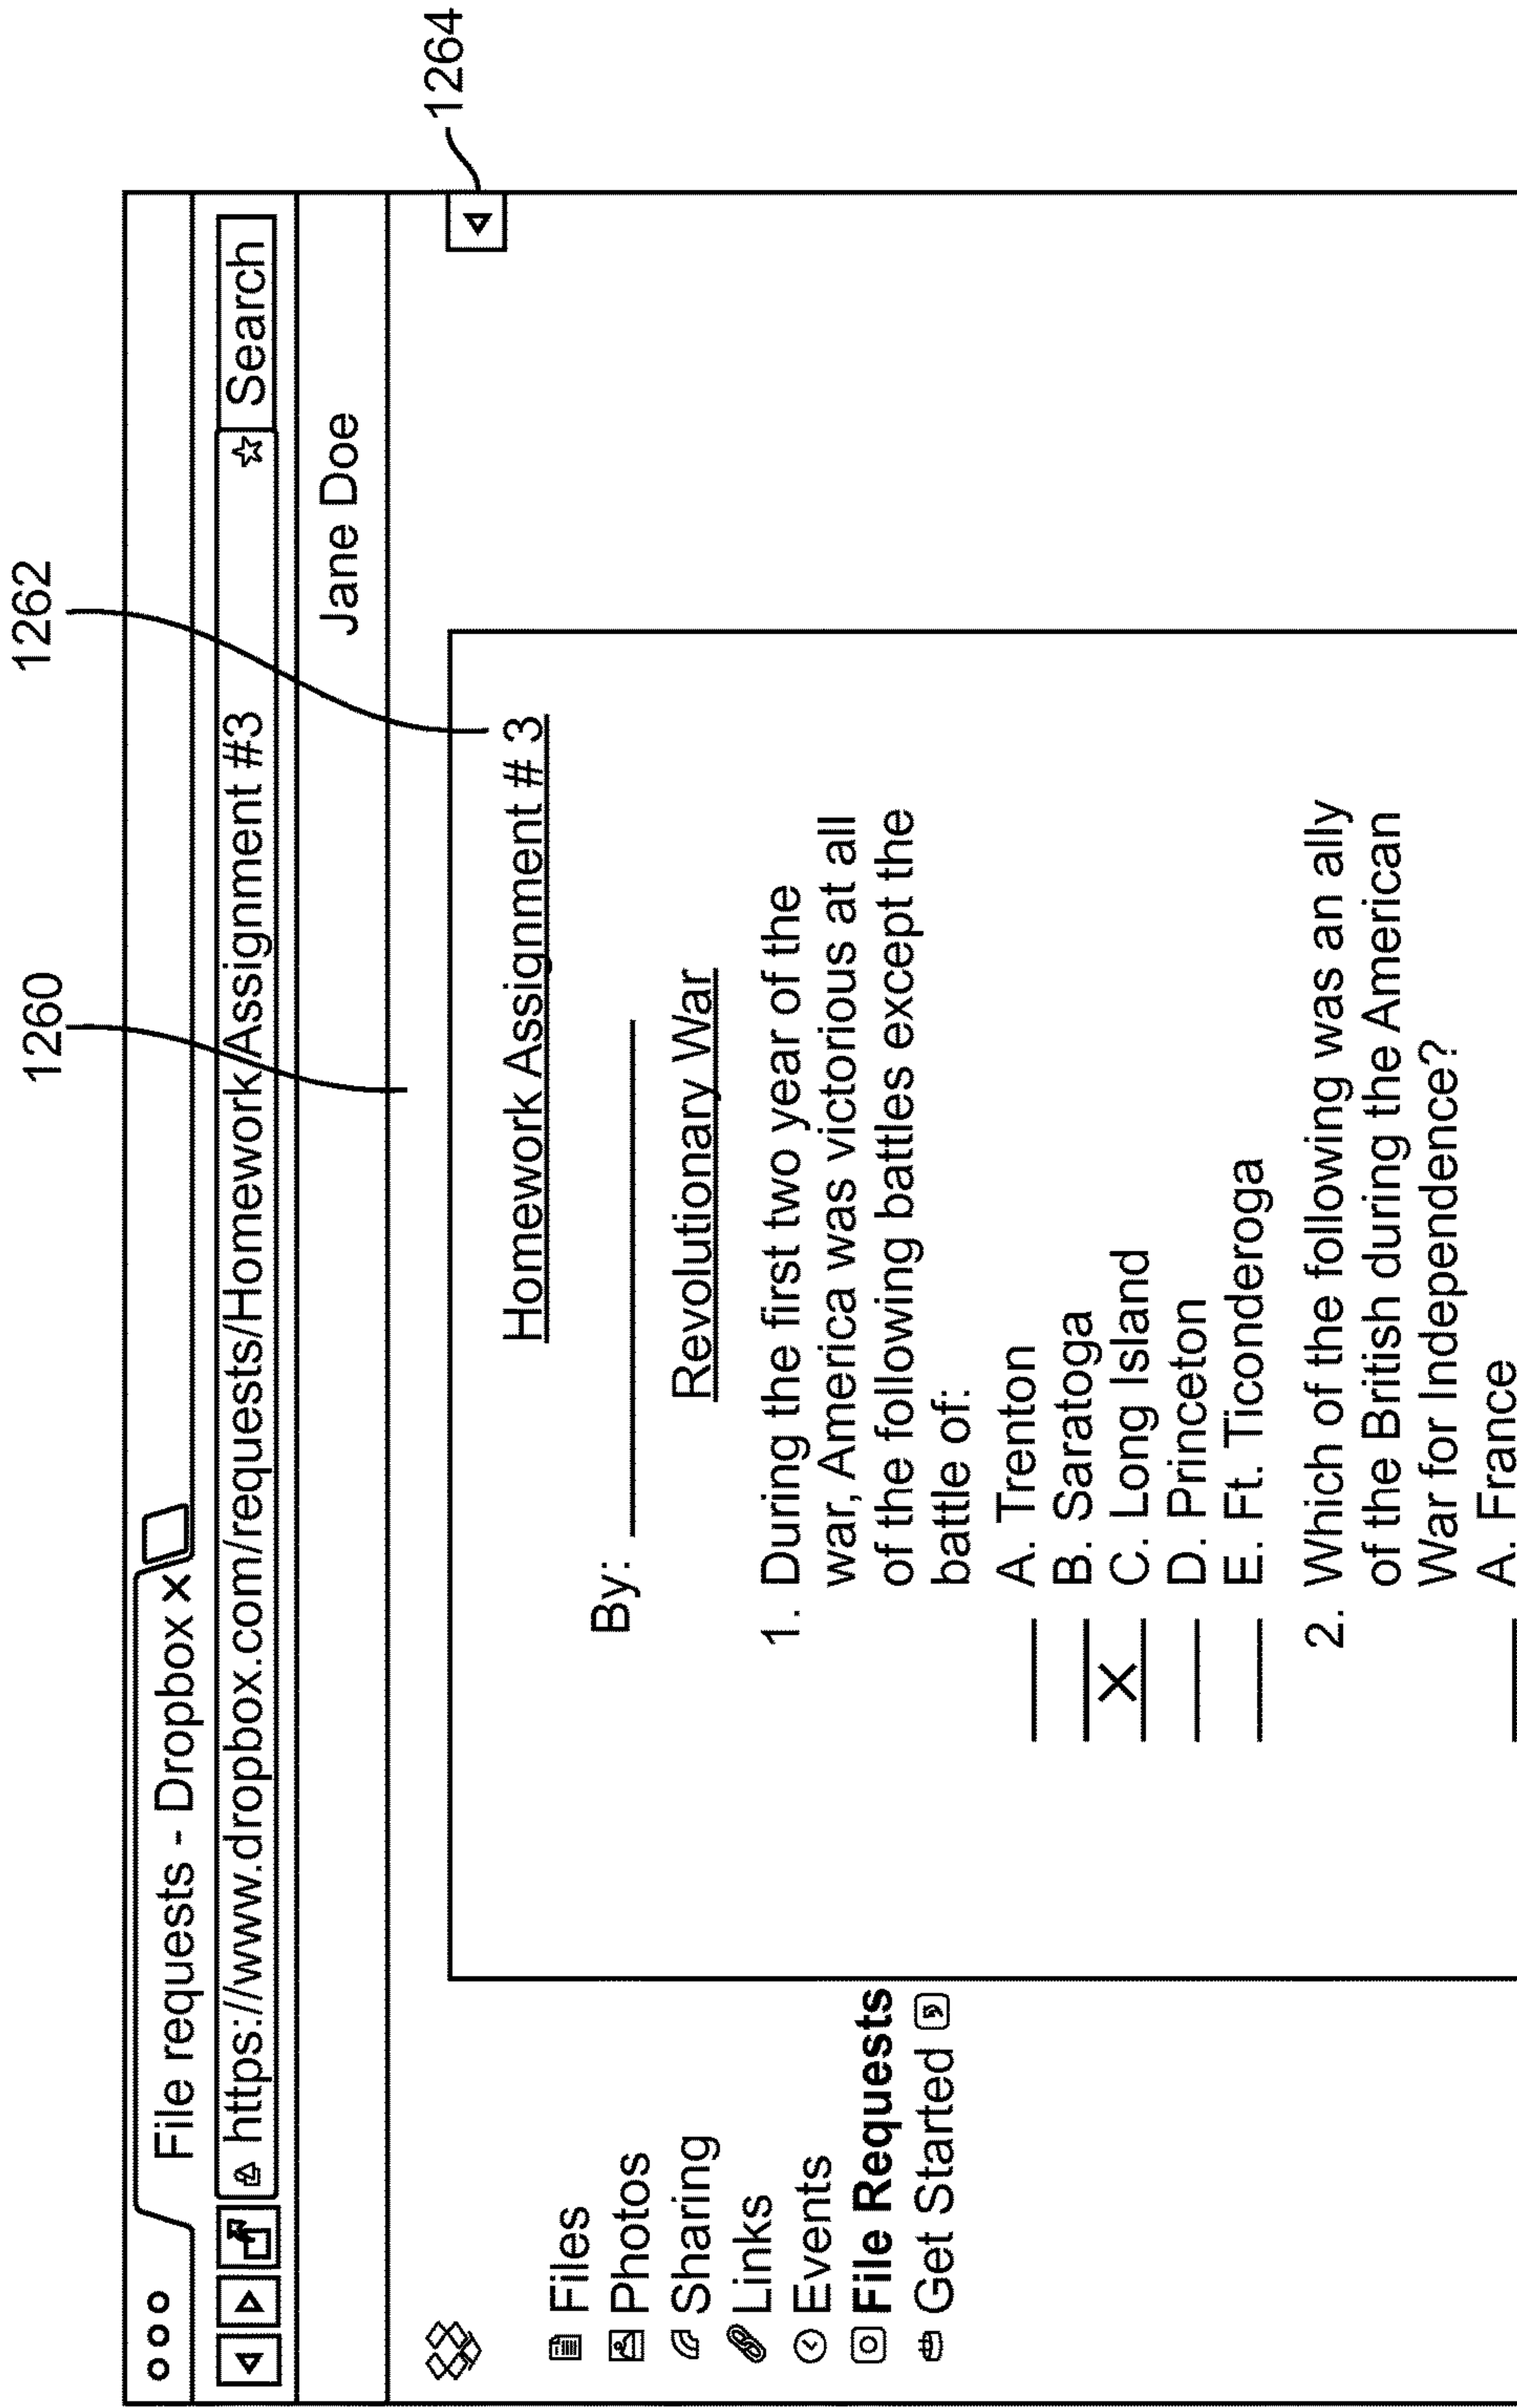 1260
1262
1264
File requests - Dropbox X
https://www.dropbox.com/requests/Homework Assignment #3
Search
Jane Doe
Files
Photos
Sharing
Links
Events
File Requests
Get Started
Homework Assignment # 3
By:
Revolutionary War
1. During the first two year of the
war, America was victorious at all
of the following battles except the
battle of:
A. Trenton
B. Saratoga
X C. Long Island
D. Princeton
E. Ft. Ticonderoga
2. Which of the following was an ally
of the British during the American
War for Independence?
A. France